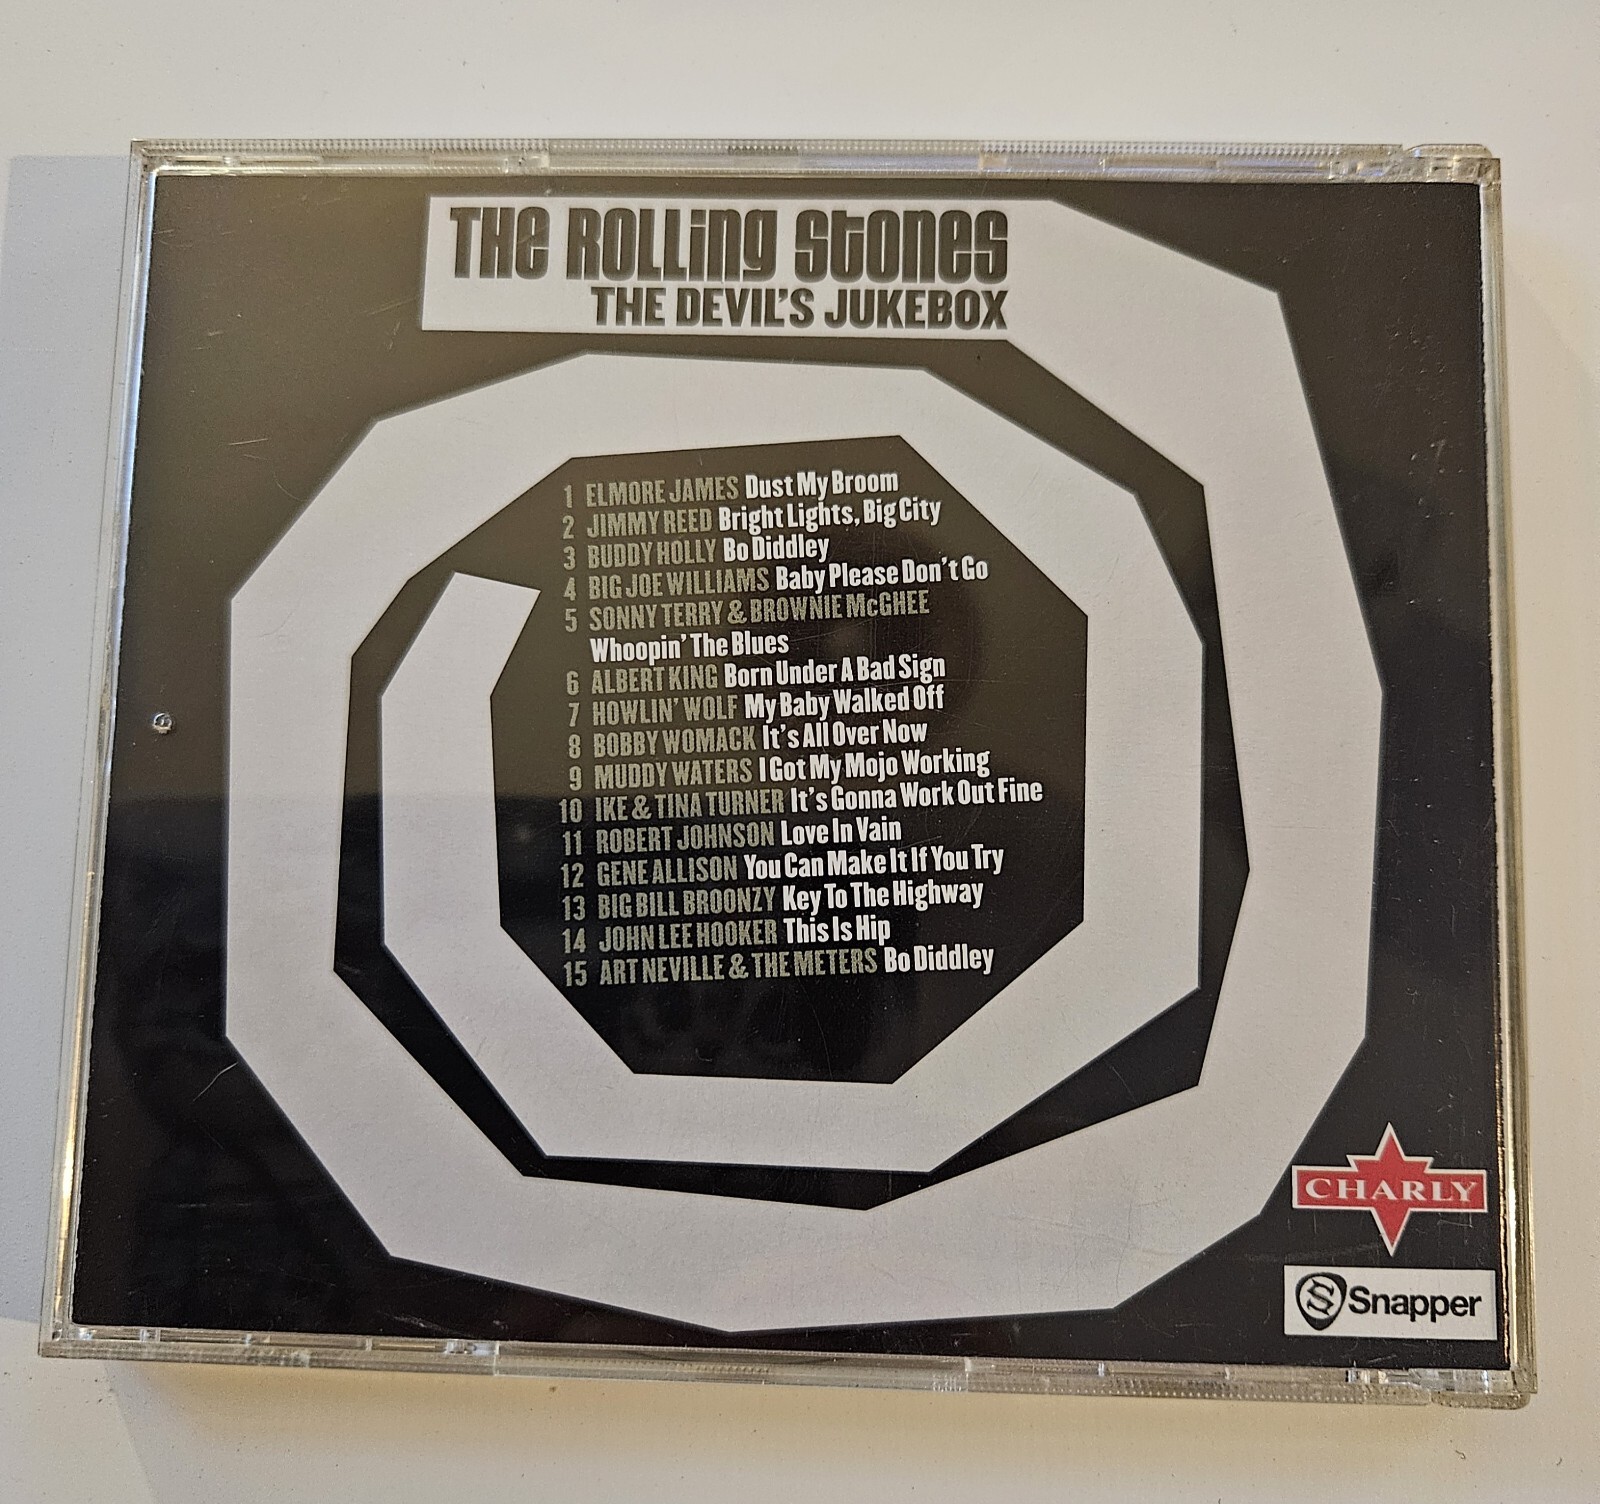 THE ROLLING STONES
THE DEVIL'S JUKEBOX
1 ELMORE JAMES Dust My Broom
2 JIMMY REED Bright Lights, Big City
3 BUDDY HOLLY Bo Diddley
4 BIG JOE WILLIAMS Baby Please Don't Go
5 SONNY TERRY & BROWNIE McGHEE
Whoopin' The Blues
6 ALBERT KING Born Under A Bad Sign
7 HOWLIN' WOLF My Baby Walked Off
8 BOBBY WOMACK It's All Over Now
9 MUDDY WATERS I Got My Mojo Working
10 IKE & TINA TURNER It's Gonna Work Out Fine
11 ROBERT JOHNSON Love In Vain
12 GENE ALLISON You Can Make It If You Try
13 BIG BILL BROONZY Key To The Highway
14 JOHN LEE HOOKER This Is Hip
15 ART NEVILLE & THE METERS Bo Diddley
CHARLY
Snapper